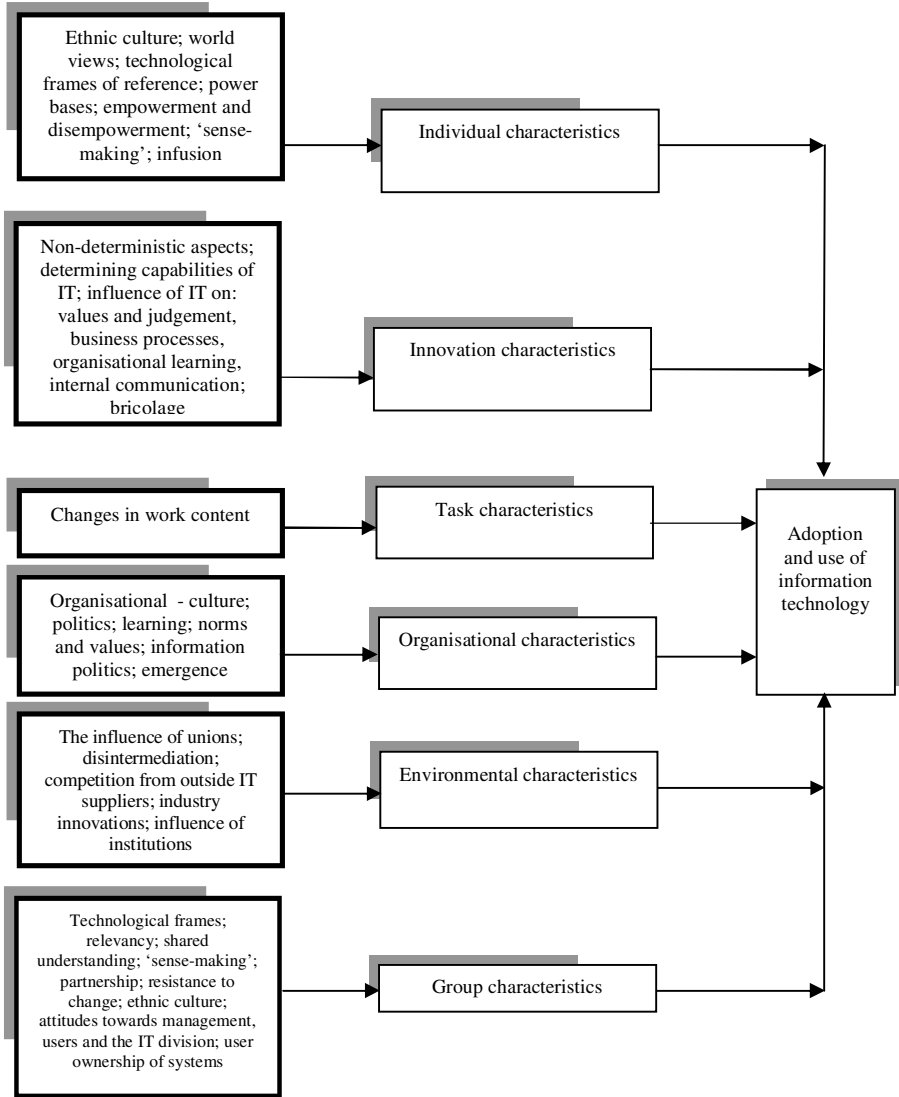 Ethnic culture; world
views; technological
frames of reference; power
bases; empowerment and
disempowerment; ‘sense-
making’; infusion
Individual characteristics
Non-deterministic aspects;
determining capabilities of
IT; influence of IT on:
values and judgement,
business processes,
organisational learning,
internal communication;
bricolage
Innovation characteristics
Changes in work content
Task characteristics
Adoption
and use of
information
technology
Organisational - culture;
politics; learning; norms
and values; information
politics; emergence
Organisational characteristics
The influence of unions;
disintermediation;
competition from outside IT
suppliers; industry
innovations; influence of
institutions
Environmental characteristics
Technological frames;
relevancy; shared
understanding; ‘sense-making’;
partnership; resistance to
change; ethnic culture;
attitudes towards management,
users and the IT division; user
ownership of systems
Group characteristics